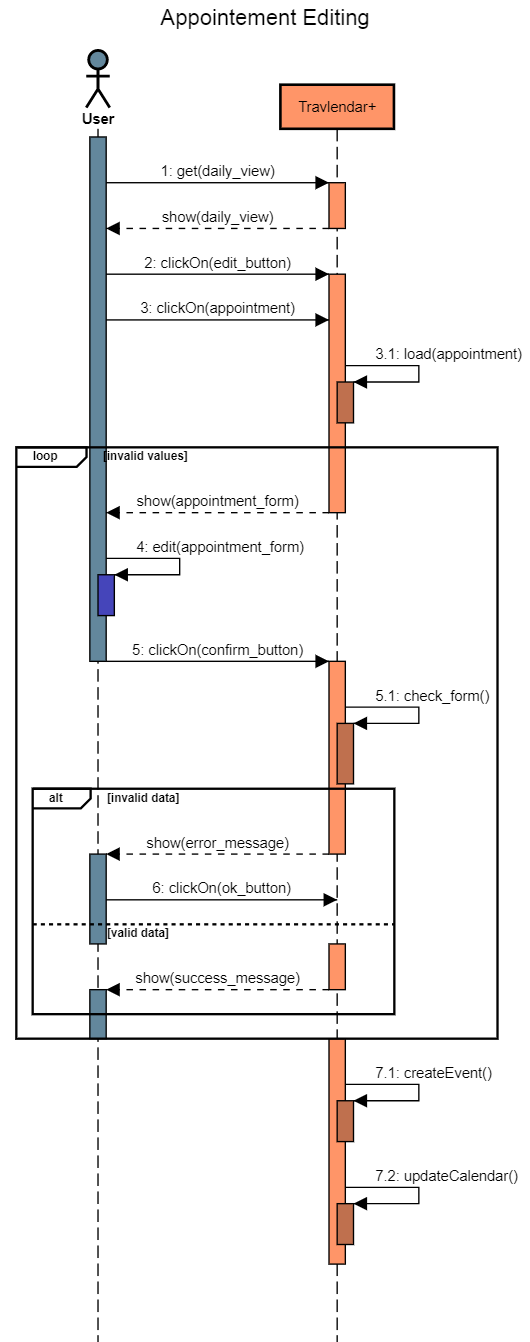 Appointement Editing
User
Travlendar+
1: get(daily_view)
show(daily_view)
2: clickOn(edit_button)
3: clickOn(appointment)
3.1: load(appointment)
loop
[invalid values]
show(appointment_form)
4: edit(appointment_form)
5: clickOn(confirm_button)
5.1: check_form()
alt
[invalid data]
show(error_message)
6: clickOn(ok_button)
[valid data]
show(success_message)
7.1: createEvent()
7.2: updateCalendar()